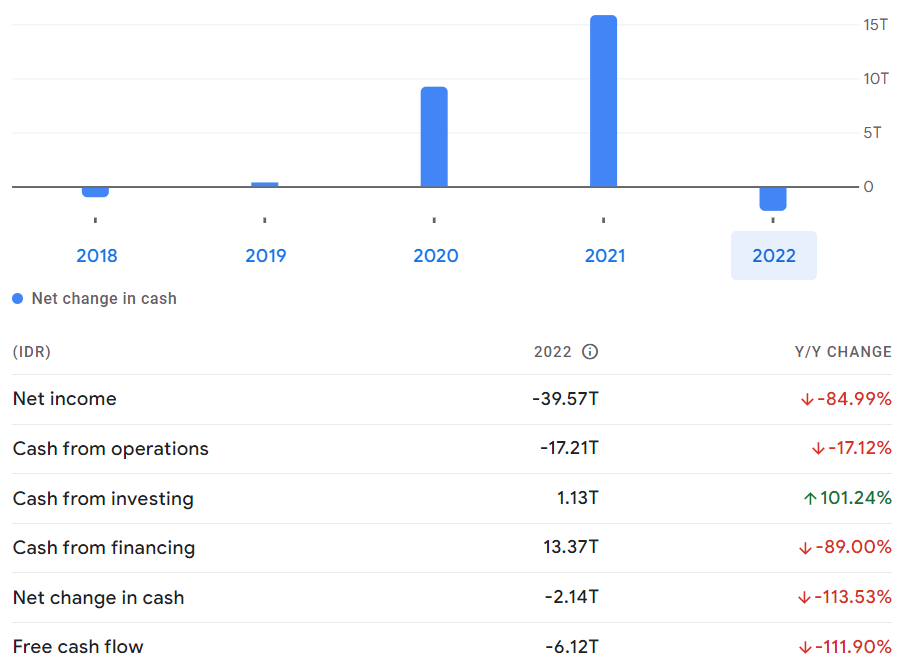 15T
10T
5T
0
2018 2019 2020 2021 2022
Net change in cash
(IDR) 2022 Y/Y CHANGE
Net income -39.57T ↓-84.99%
Cash from operations -17.21T ↓-17.12%
Cash from investing 1.13T ↑101.24%
Cash from financing 13.37T ↓-89.00%
Net change in cash -2.14T ↓-113.53%
Free cash flow -6.12T ↓-111.90%